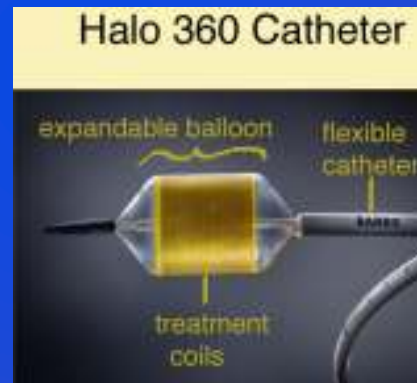 Halo 360 Catheter
expandable balloon
flexible
catheter
treatment
coils